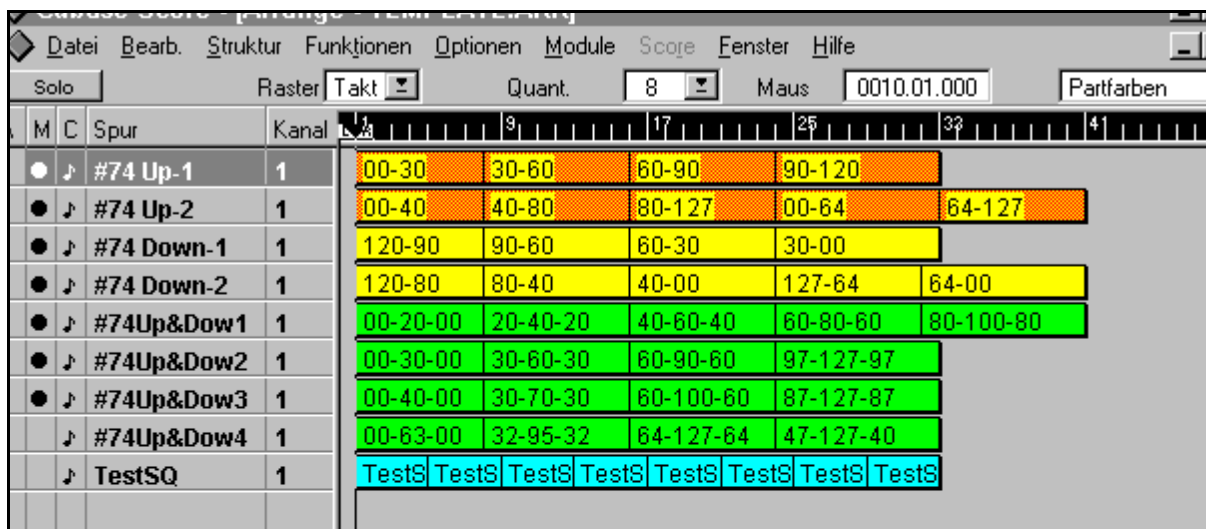 Cubase Score - [Arrange - TEMPLATE.ARR]
Datei Bearb. Struktur Funktionen Optionen Module Score Fenster Hilfe
Solo Raster Takt Quant. 8 Maus 0010.01.000 Partfarben
M C Spur Kanal 1 9 17 25 33 41
#74 Up-1 1 00-30 30-60 60-90 90-120
#74 Up-2 1 00-40 40-80 80-127 00-64 64-127
#74 Down-1 1 120-90 90-60 60-30 30-00
#74 Down-2 1 120-80 80-40 40-00 127-64 64-00
#74Up&Dow1 1 00-20-00 20-40-20 40-60-40 60-80-60 80-100-80
#74Up&Dow2 1 00-30-00 30-60-30 60-90-60 97-127-97
#74Up&Dow3 1 00-40-00 30-70-30 60-100-60 87-127-87
#74Up&Dow4 1 00-63-00 32-95-32 64-127-64 47-127-40
TestSQ 1 TestS TestS TestS TestS TestS TestS TestS TestS